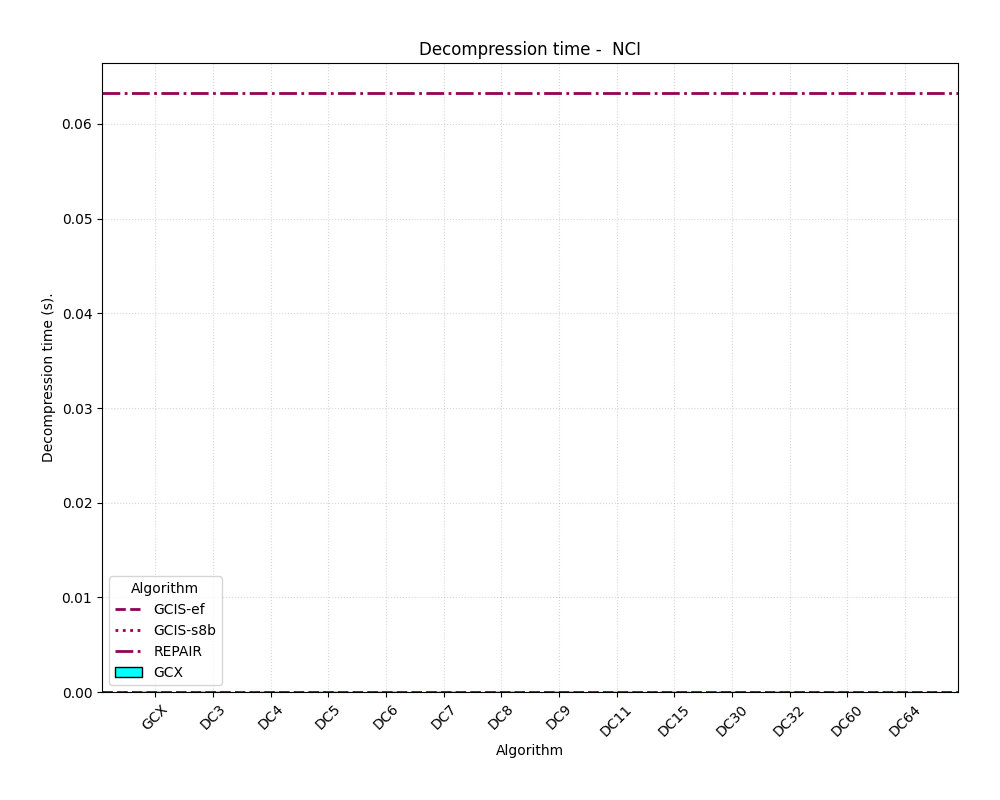 Decompression time -  NCI
Decompression time (s).
0.06
0.05
0.04
0.03
0.02
0.01
0.00
Algorithm
GCIS-ef
GCIS-s8b
REPAIR
GCX
GCX DC3 DC4 DC5 DC6 DC7 DC8 DC9 DC11 DC15 DC30 DC32 DC60 DC64
Algorithm